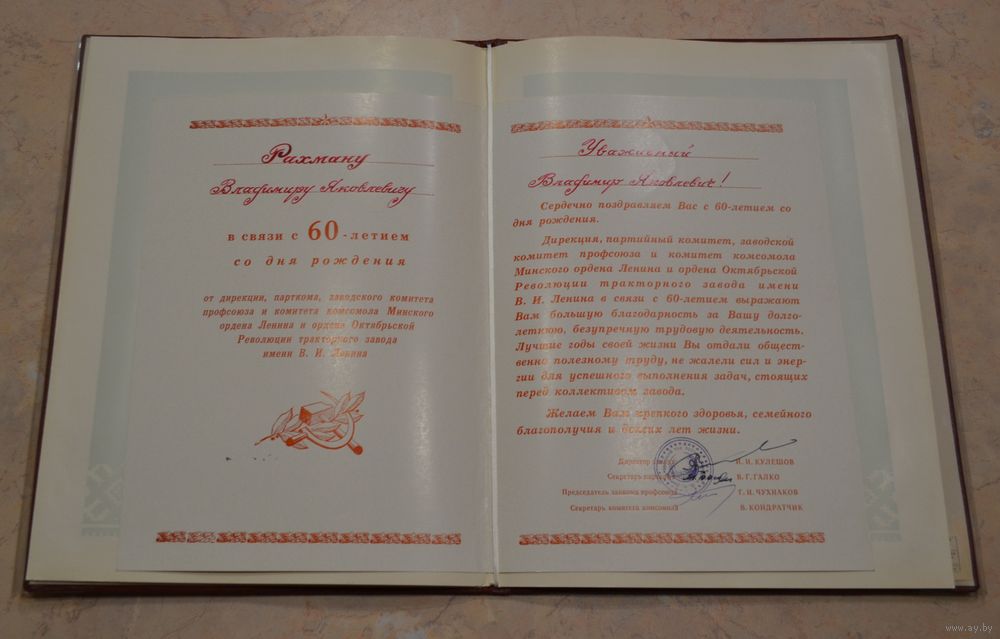 Рахману
Владимиру Яковлевичу
в связи с 60-летием
со дня рождения
от дирекции, парткома, заводского комитета
профсоюза и комитета комсомола Минского
ордена Ленина и ордена Октябрьской
Революции тракторного завода
имени В. И. Ленина
Уважаемый
Владимир Яковлевич!
Сердечно поздравляем Вас с 60-летием со
дня рождения.
Дирекция, партийный комитет, заводской
комитет профсоюза и комитет комсомола
Минского ордена Ленина и ордена Октябрьской
Революции тракторного завода имени
В. И. Ленина в связи с 60-летием выражают
Вам большую благодарность за Вашу долго-
летнюю, безупречную трудовую деятельность.
Лучшие годы своей жизни Вы отдали общест-
венно полезному труду, не жалели сил и энер-
гии для успешного выполнения задач, стоящих
перед коллективом завода.
Желаем Вам крепкого здоровья, семейного
благополучия и долгих лет жизни.
Директор завода И. И. КУЛЕШОВ
Секретарь парткома В. Г. ГАЛКО
Председатель завкома профсоюза Т. И. ЧУХНАКОВ
Секретарь комитета комсомола В. КОНДРАТЧИК
www.ay.by